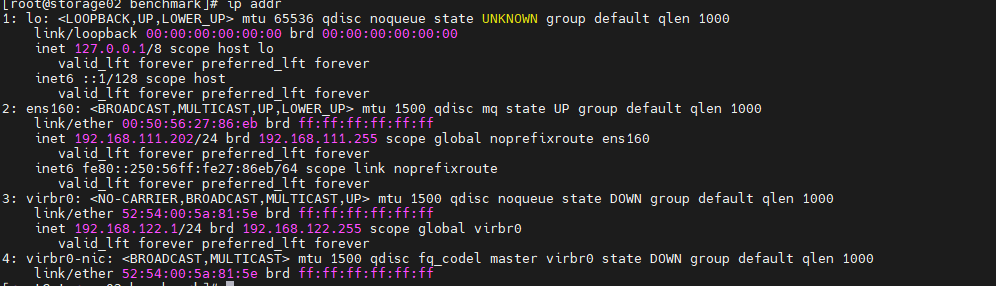 [root@storage02 benchmark]# ip addr
1: lo: <LOOPBACK,UP,LOWER_UP> mtu 65536 qdisc noqueue state UNKNOWN group default qlen 1000
    link/loopback 00:00:00:00:00:00 brd 00:00:00:00:00:00
    inet 127.0.0.1/8 scope host lo
       valid_lft forever preferred_lft forever
    inet6 ::1/128 scope host
       valid_lft forever preferred_lft forever
2: ens160: <BROADCAST,MULTICAST,UP,LOWER_UP> mtu 1500 qdisc mq state UP group default qlen 1000
    link/ether 00:50:56:27:86:eb brd ff:ff:ff:ff:ff:ff
    inet 192.168.111.202/24 brd 192.168.111.255 scope global noprefixroute ens160
       valid_lft forever preferred_lft forever
    inet6 fe80::250:56ff:fe27:86eb/64 scope link noprefixroute
       valid_lft forever preferred_lft forever
3: virbr0: <NO-CARRIER,BROADCAST,MULTICAST,UP> mtu 1500 qdisc noqueue state DOWN group default qlen 1000
    link/ether 52:54:00:5a:81:5e brd ff:ff:ff:ff:ff:ff
    inet 192.168.122.1/24 brd 192.168.122.255 scope global virbr0
       valid_lft forever preferred_lft forever
4: virbr0-nic: <BROADCAST,MULTICAST> mtu 1500 qdisc fq_codel master virbr0 state DOWN group default qlen 1000
    link/ether 52:54:00:5a:81:5e brd ff:ff:ff:ff:ff:ff